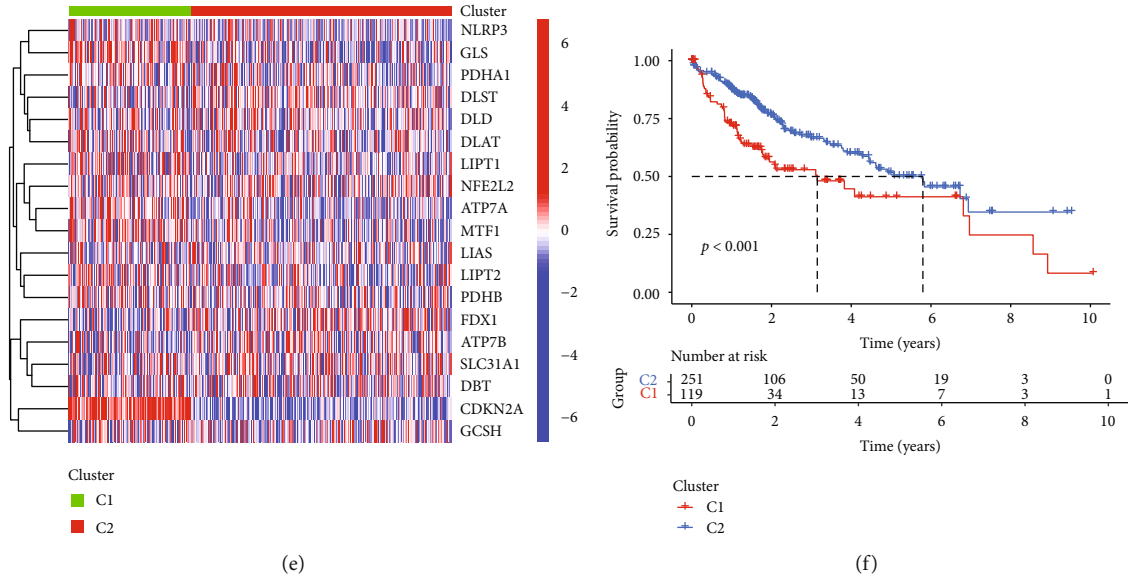 Cluster
NLRP3
GLS
PDHA1
DLST
DLD
DLAT
LIPT1
NFE2L2
ATP7A
MTF1
LIAS
LIPT2
PDHB
FDX1
ATP7B
SLC31A1
DBT
CDKN2A
GCSH
6
4
2
0
−2
−4
−6
Cluster
C1
C2
(e)
Survival probability
1.00
0.75
0.50
0.25
0.00
p < 0.001
0 2 4 6 8 10
Time (years)
Number at risk
Group
C2 251 106 50 19 3 0
C1 119 34 13 7 3 1
0 2 4 6 8 10
Time (years)
Cluster
C1
C2
(f)